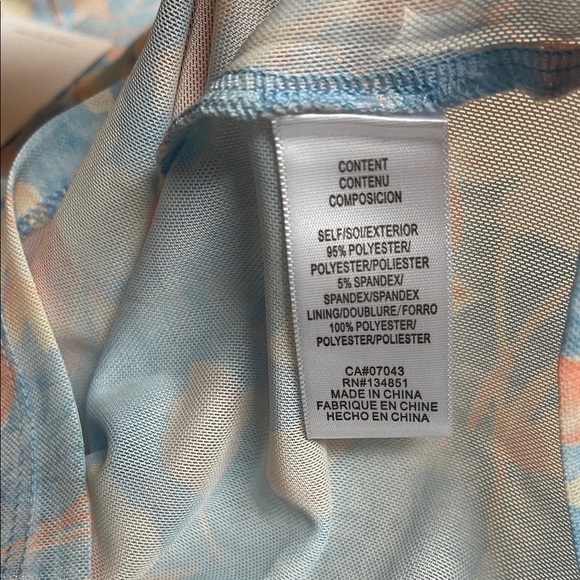 CONTENT
CONTENU
COMPOSICION
SELF/SOI/EXTERIOR
95% POLYESTER/
POLYESTER/POLIESTER
5% SPANDEX/
SPANDEX/SPANDEX
LINING/DOUBLURE/FORRO
100% POLYESTER/
POLYESTER/POLIESTER
CA#07043
RN#134851
MADE IN CHINA
FABRIQUE EN CHINE
HECHO EN CHINA